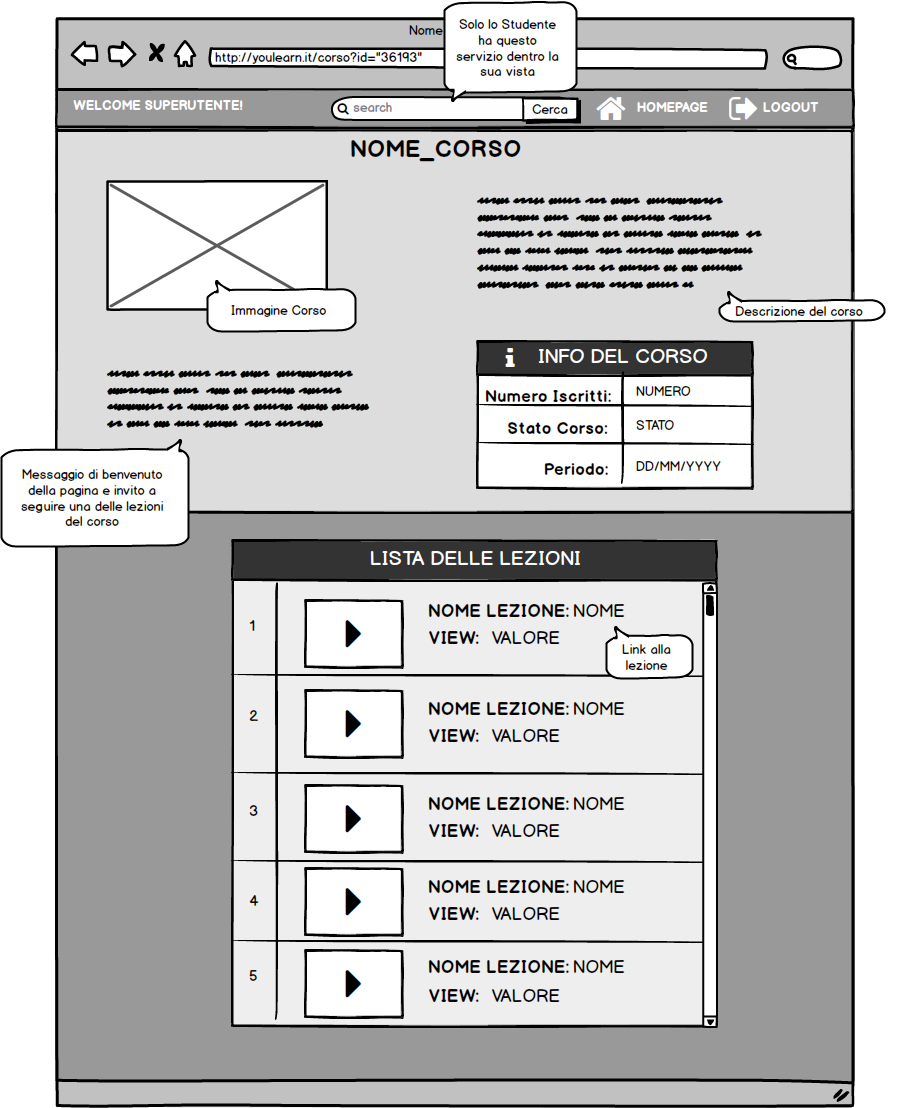 Nome
Solo lo Studente
ha questo
servizio dentro la
sua vista
http://youlearn.it/corso?id="36193"
WELCOME SUPERUTENTE!
search
Cerca
HOMEPAGE
LOGOUT
NOME_CORSO
Immagine Corso
Descrizione del corso
INFO DEL CORSO
Numero Iscritti: NUMERO
Stato Corso: STATO
Periodo: DD/MM/YYYY
Messaggio di benvenuto
della pagina e invito a
seguire una delle lezioni
del corso
LISTA DELLE LEZIONI
1
NOME LEZIONE: NOME
VIEW: VALORE
Link alla
lezione
2
NOME LEZIONE: NOME
VIEW: VALORE
3
NOME LEZIONE: NOME
VIEW: VALORE
4
NOME LEZIONE: NOME
VIEW: VALORE
5
NOME LEZIONE: NOME
VIEW: VALORE